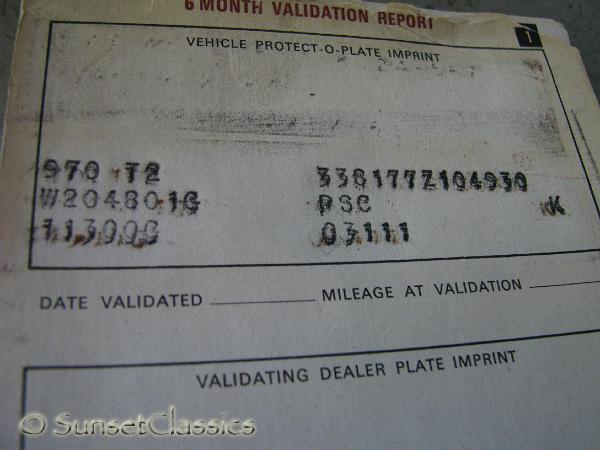 6 MONTH VALIDATION REPORT
1
VEHICLE PROTECT-O-PLATE IMPRINT
970 T2 338177Z104930
W204801G PSC K
113000 03111
DATE VALIDATED MILEAGE AT VALIDATION
VALIDATING DEALER PLATE IMPRINT
© SunsetClassics